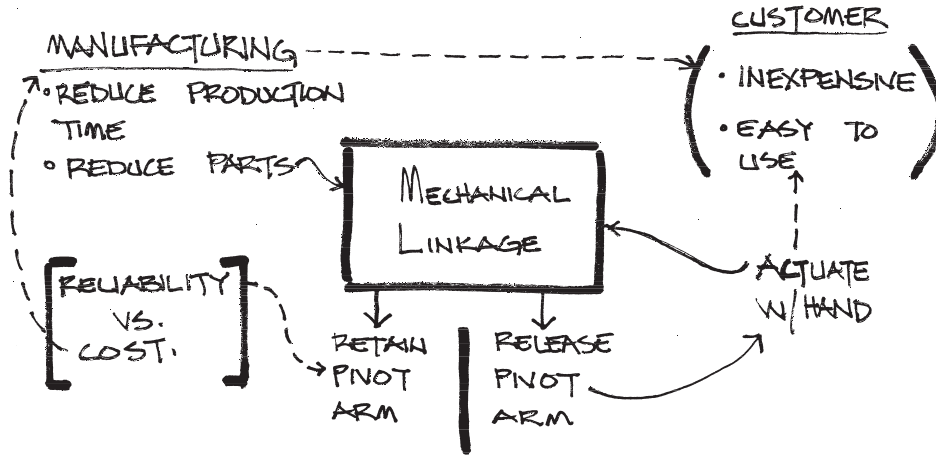 CUSTOMER
MANUFACTURING
• INEXPENSIVE
• REDUCE PRODUCTION
TIME
• EASY TO
USE
• REDUCE PARTS
MECHANICAL
LINKAGE
RELIABILITY
VS.
COST.
ACTUATE
W/HAND
RETAIN
PIVOT
ARM
RELEASE
PIVOT
ARM